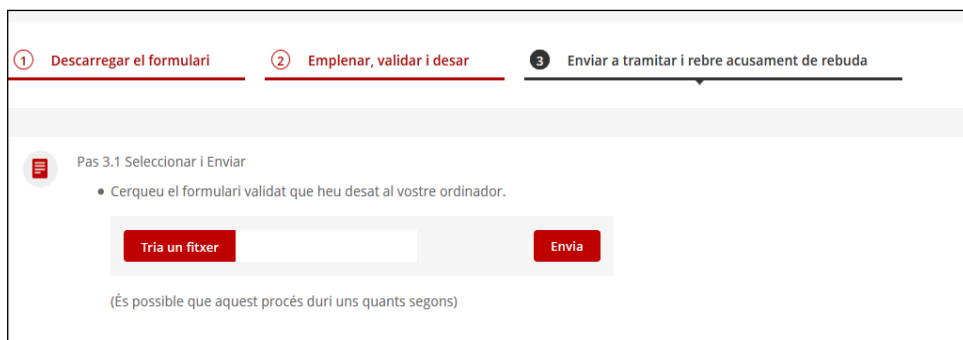 1 Descarregar el formulari
2 Emplenar, validar i desar
3 Enviar a tramitar i rebre acusament de rebuda
Pas 3.1 Seleccionar i Enviar
• Cerqueu el formulari validat que heu desat al vostre ordinador.
Tria un fitxer
Envia
(És possible que aquest procés duri uns quants segons)